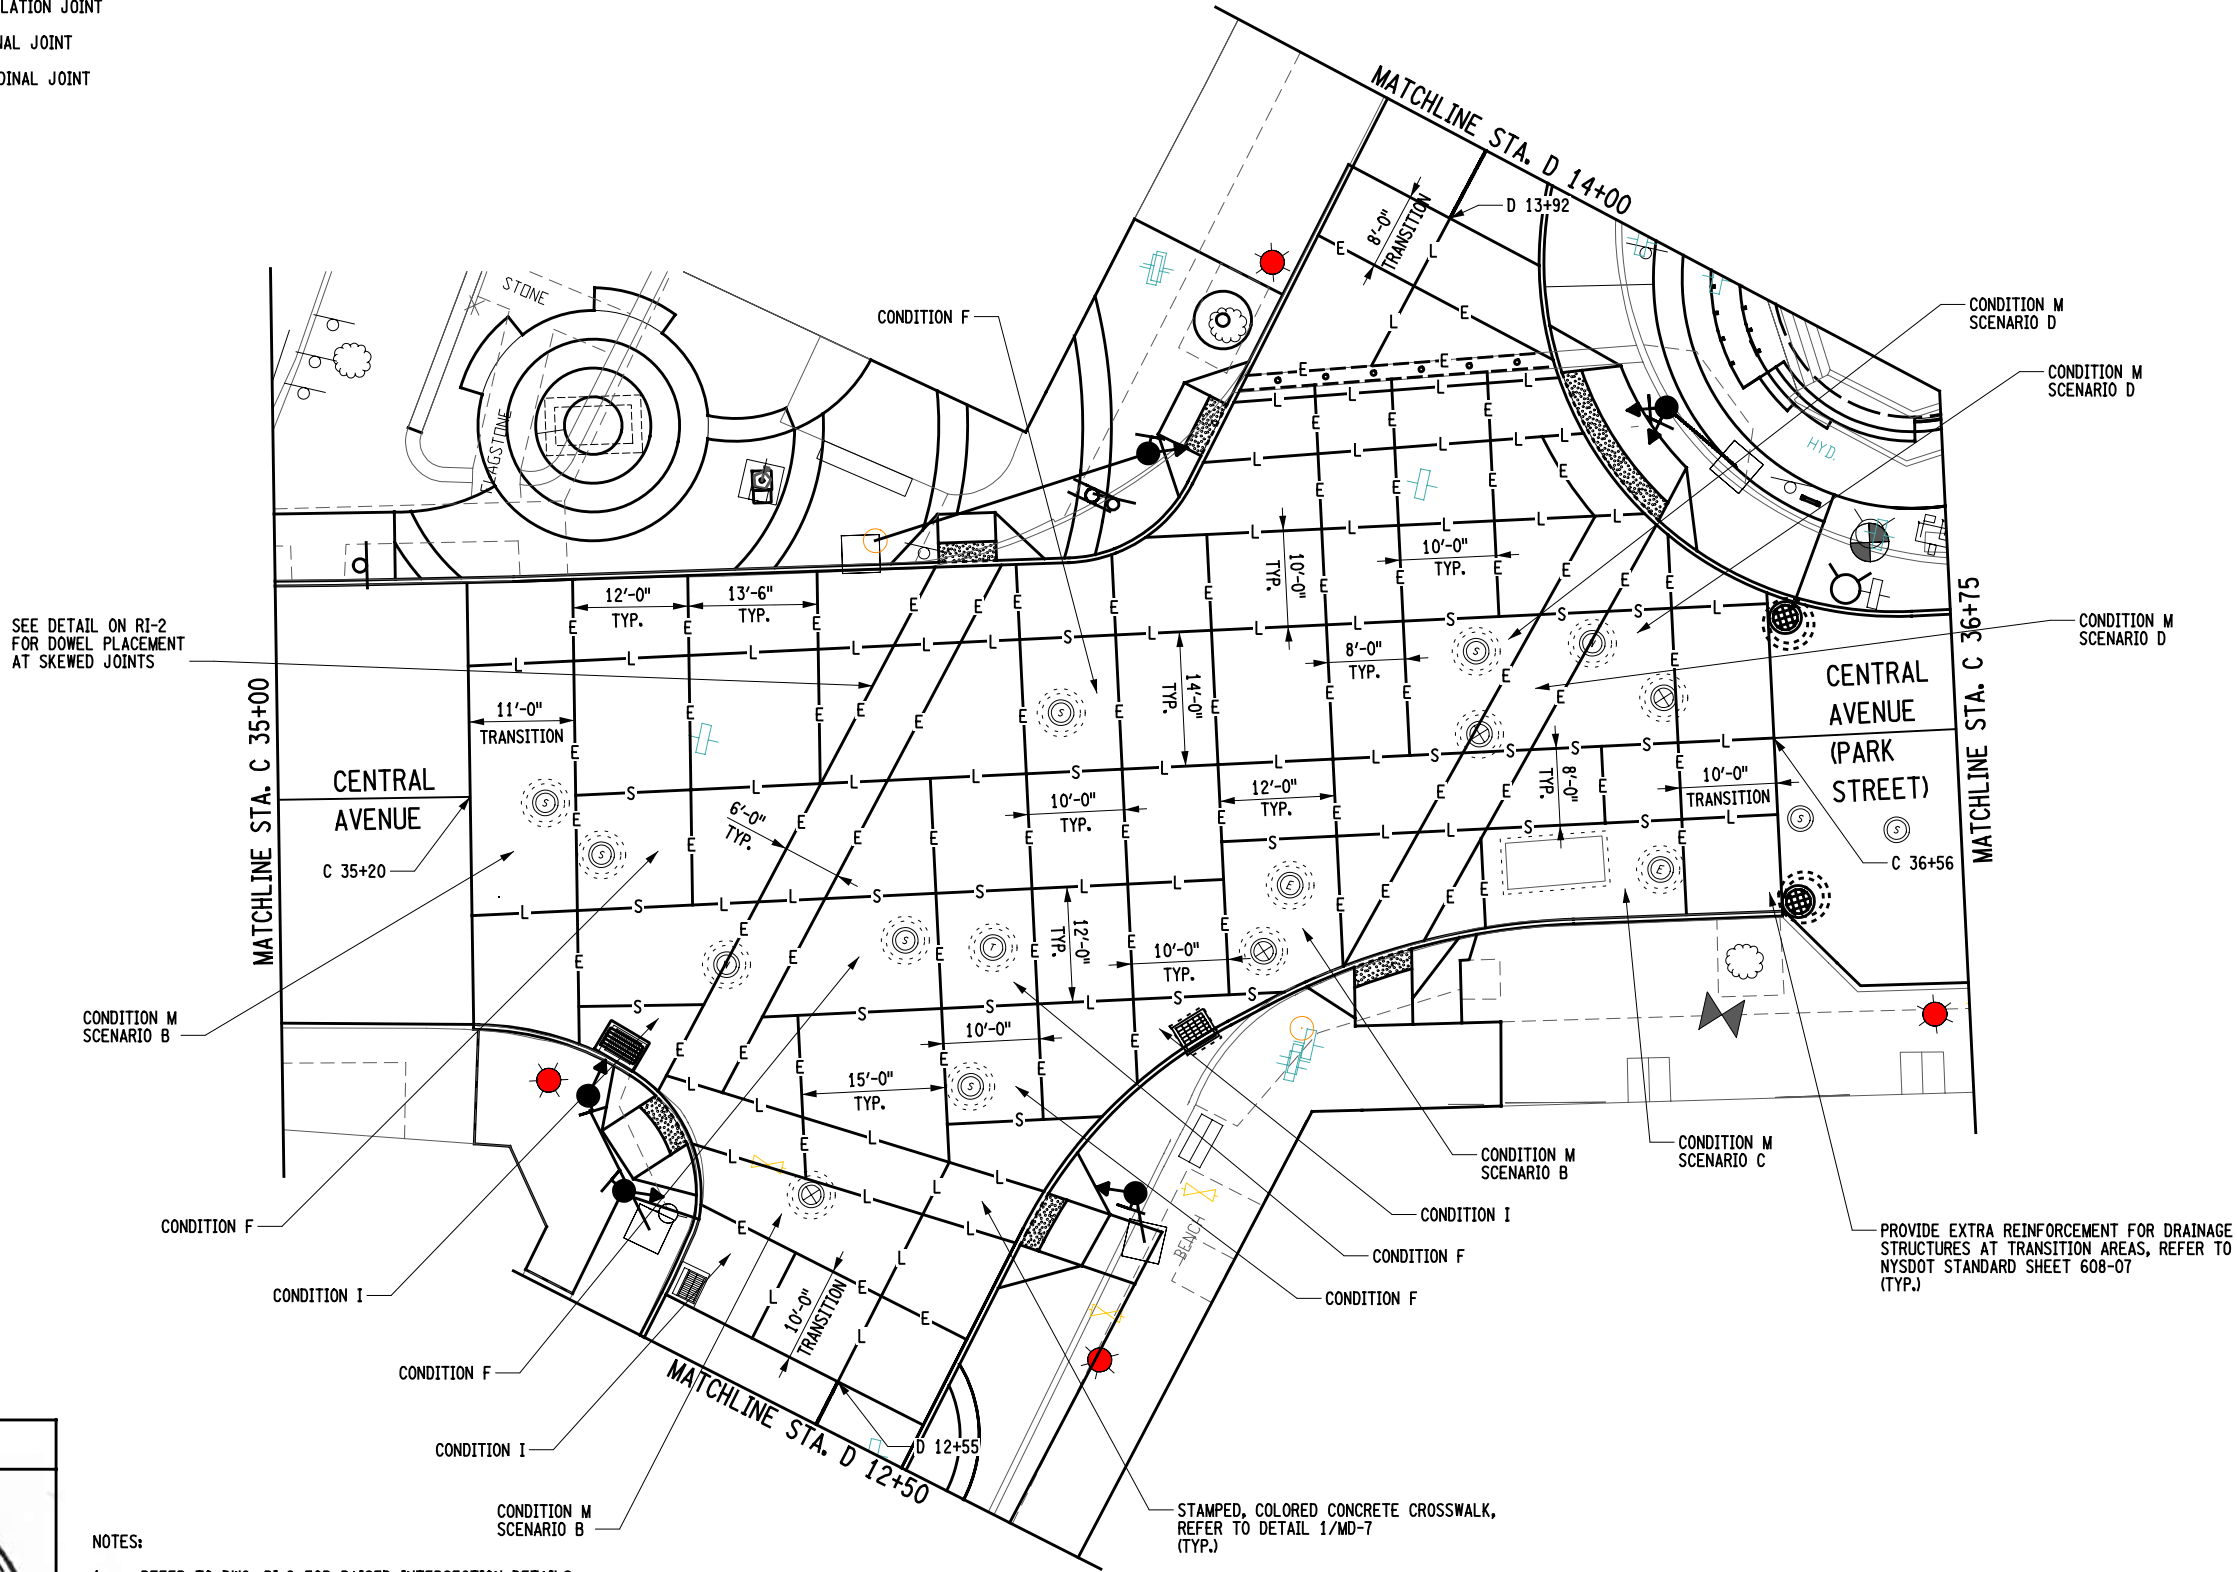 LATION JOINT
NAL JOINT
DINAL JOINT
MATCHLINE STA. D 14+00
D 13+92
8'-0"
TRANSITION
STONE
FLAGSTONE
HYD.
CONDITION F
CONDITION M
SCENARIO D
CONDITION M
SCENARIO D
CONDITION M
SCENARIO D
SEE DETAIL ON RI-2
FOR DOWEL PLACEMENT
AT SKEWED JOINTS
12'-0"
TYP.
13'-6"
TYP.
10'-0"
TYP.
10'-0"
TYP.
8'-0"
TYP.
14'-0"
TYP.
11'-0"
TRANSITION
MATCHLINE STA. C 35+00
CENTRAL
AVENUE
C 35+20
6'-0"
TYP.
10'-0"
TYP.
12'-0"
TYP.
8'-0"
TYP.
10'-0"
TRANSITION
CENTRAL
AVENUE
(PARK
STREET)
MATCHLINE STA. C 36+75
C 36+56
12'-0"
TYP.
10'-0"
TYP.
10'-0"
15'-0"
TYP.
CONDITION M
SCENARIO B
CONDITION F
CONDITION I
CONDITION F
CONDITION I
CONDITION M
SCENARIO B
10'-0"
TRANSITION
MATCHLINE STA. D 12+50
D 12+55
BENCH
CONDITION M
SCENARIO B
CONDITION M
SCENARIO C
CONDITION I
CONDITION F
CONDITION F
PROVIDE EXTRA REINFORCEMENT FOR DRAINAGE
STRUCTURES AT TRANSITION AREAS, REFER TO
NYSDOT STANDARD SHEET 608-07
(TYP.)
STAMPED, COLORED CONCRETE CROSSWALK,
REFER TO DETAIL 1/MD-7
(TYP.)
NOTES: